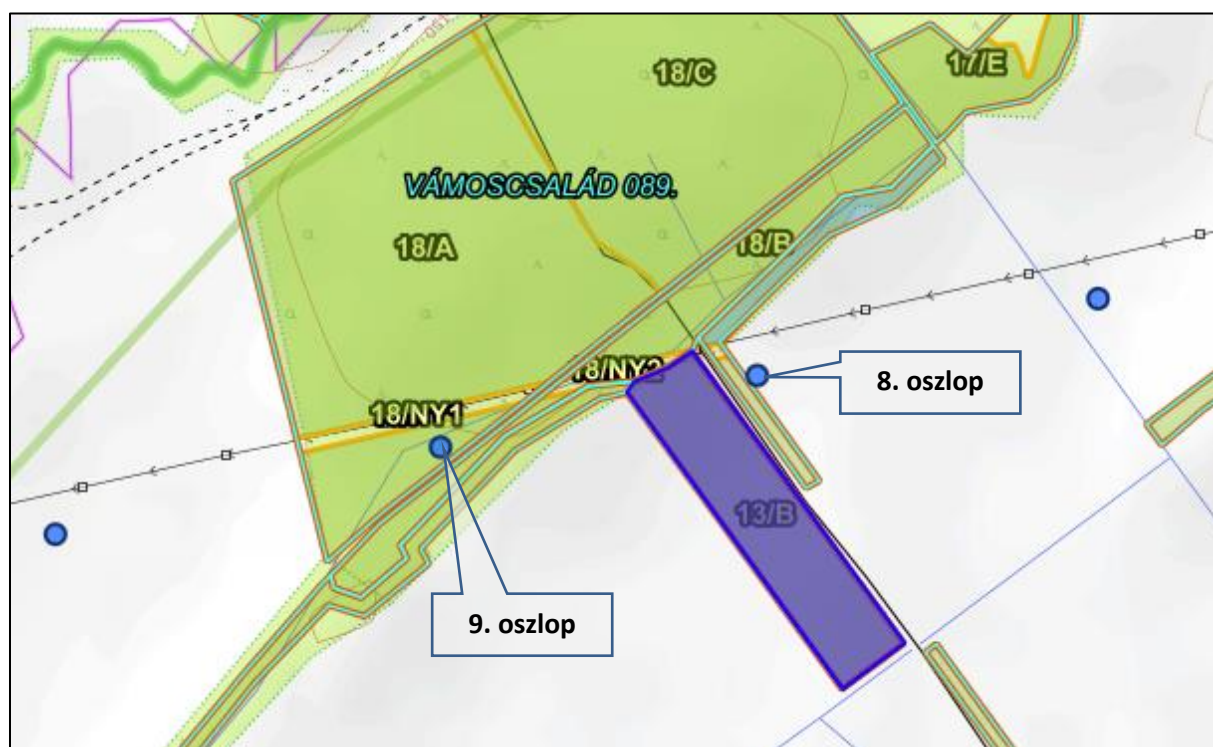 18/C
17/E
VÁMOSCSALÁD 089.
18/A
18/B
18/NY2
8. oszlop
18/NY1
13/B
9. oszlop